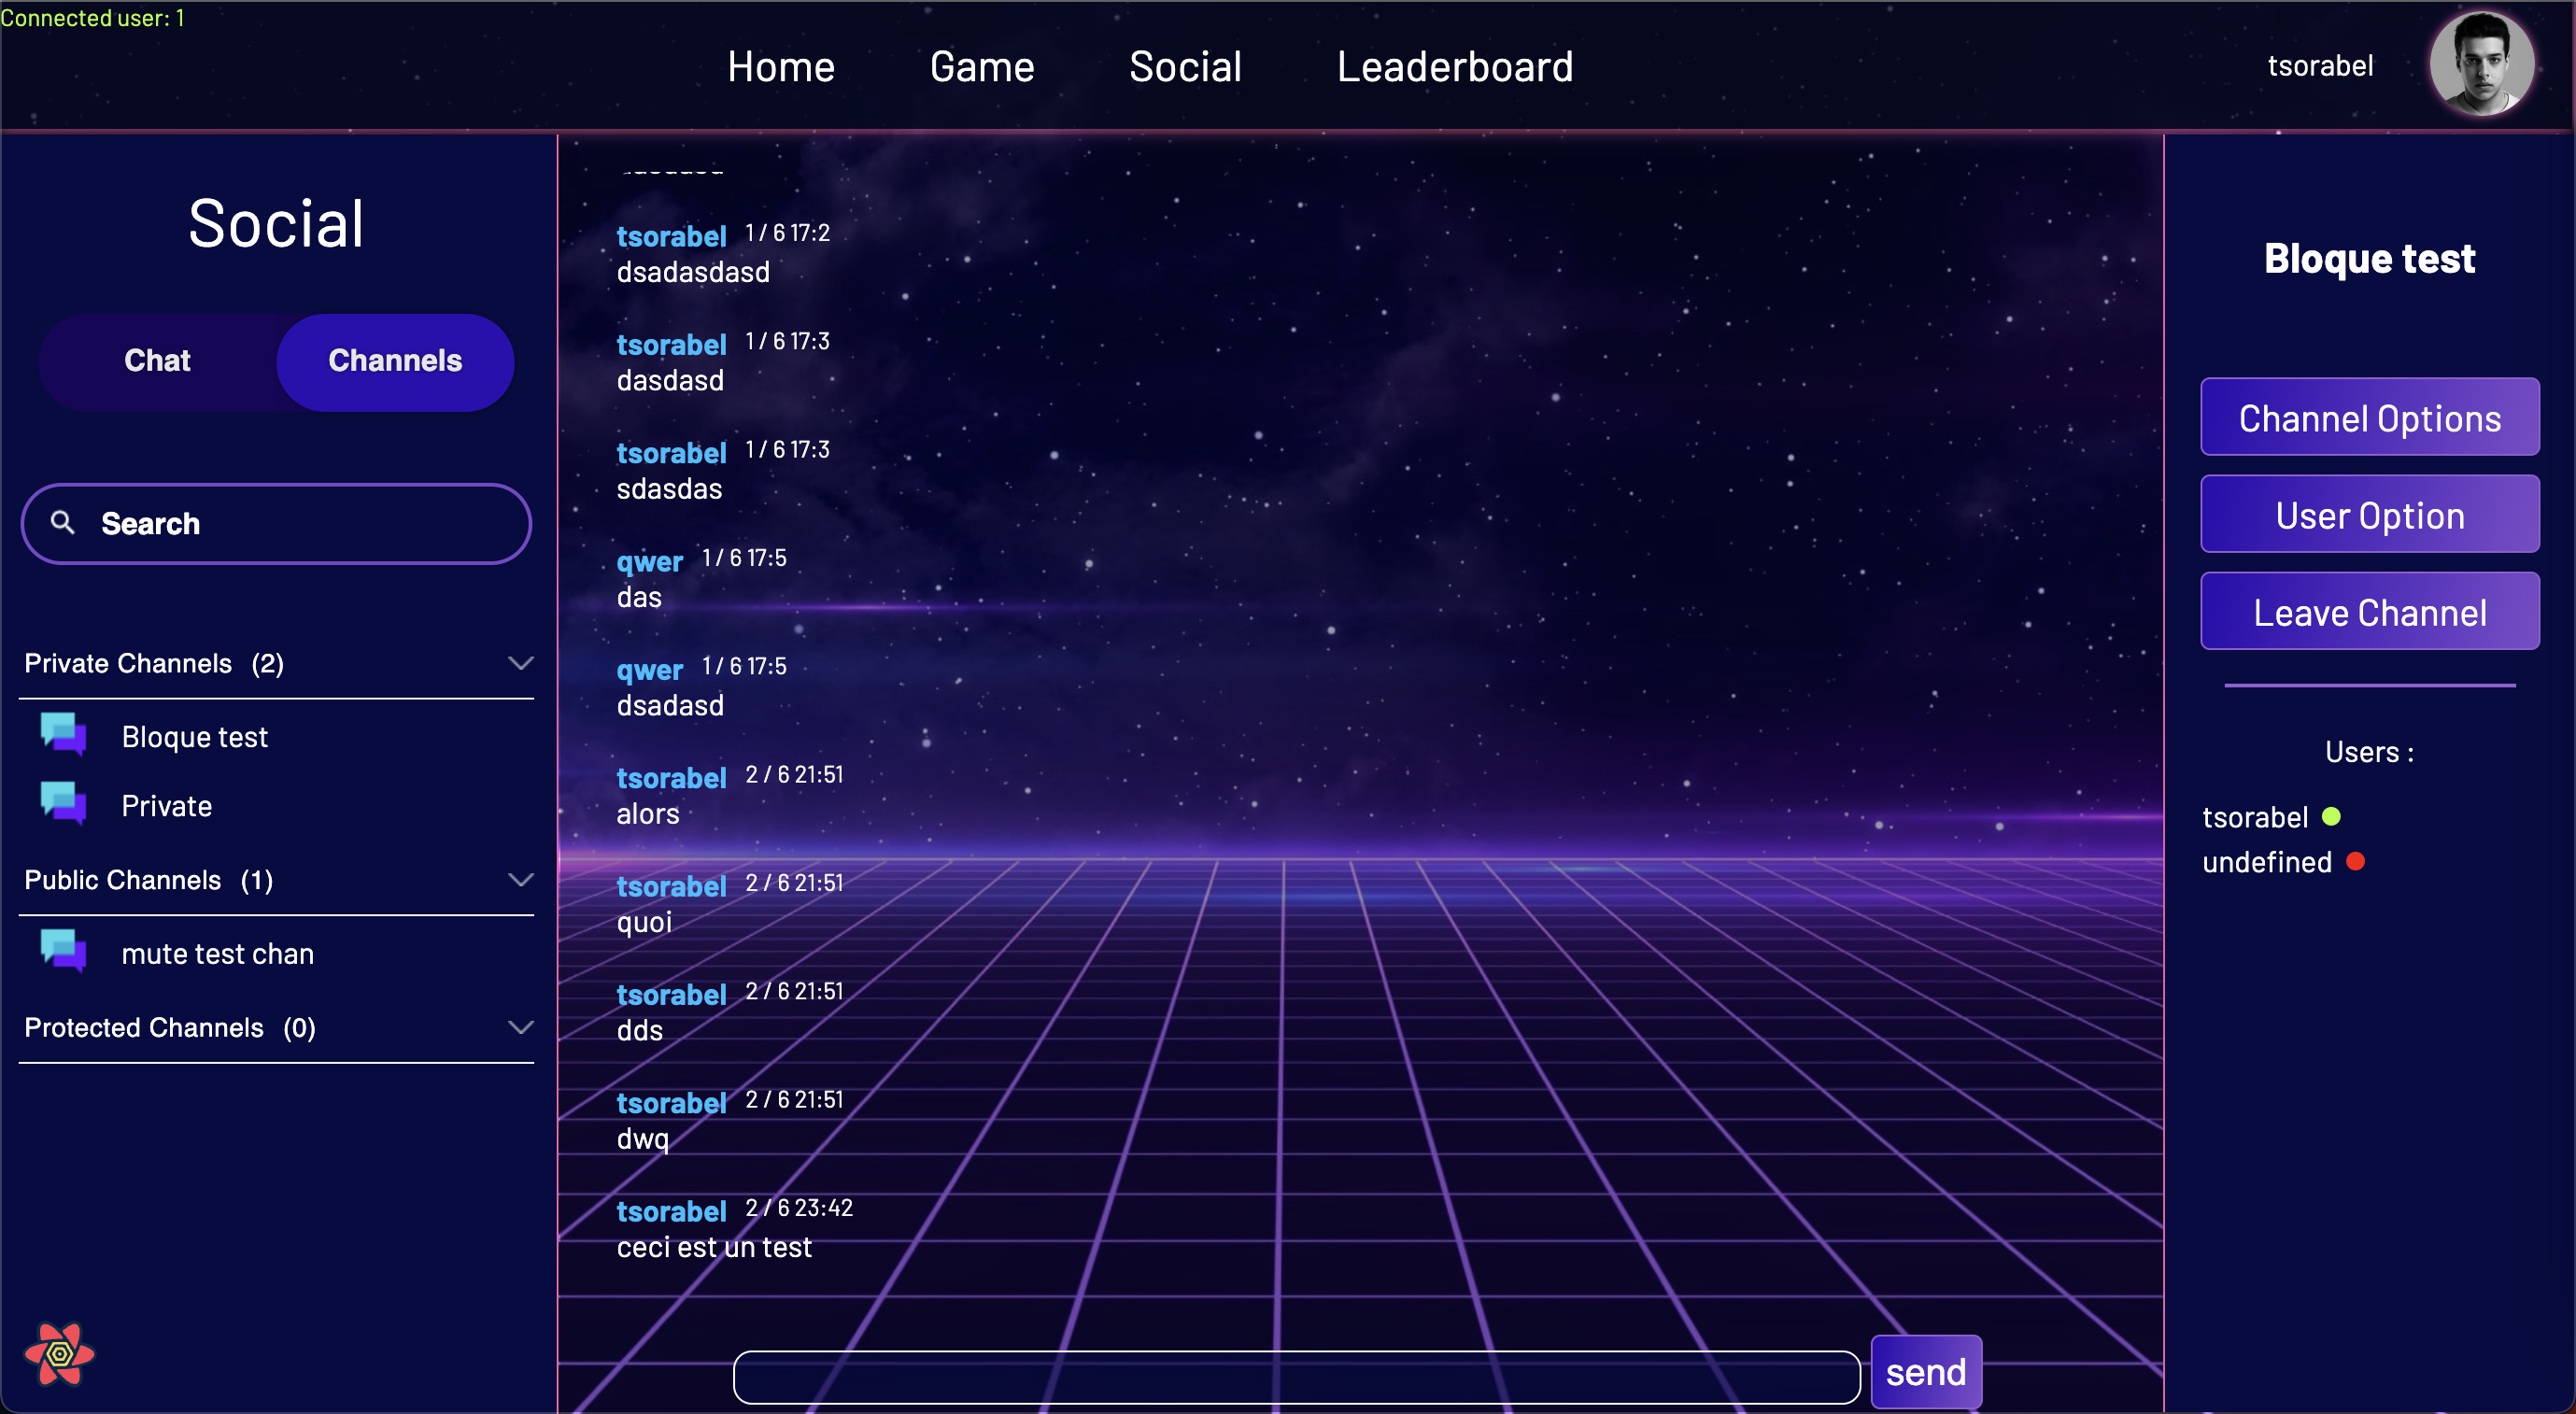 Connected user: 1
Home
Game
Social
Leaderboard
tsorabel
Social
Chat
Channels
Search
Private Channels (2)
Bloque test
Private
Public Channels (1)
mute test chan
Protected Channels (0)
tsorabel 1 / 6 17:2
dsadasdasd
tsorabel 1 / 6 17:3
dasdasd
tsorabel 1 / 6 17:3
sdasdas
qwer 1 / 6 17:5
das
qwer 1 / 6 17:5
dsadasd
tsorabel 2 / 6 21:51
alors
tsorabel 2 / 6 21:51
quoi
tsorabel 2 / 6 21:51
dds
tsorabel 2 / 6 21:51
dwq
tsorabel 2 / 6 23:42
ceci est un test
send
Bloque test
Channel Options
User Option
Leave Channel
Users :
tsorabel
undefined